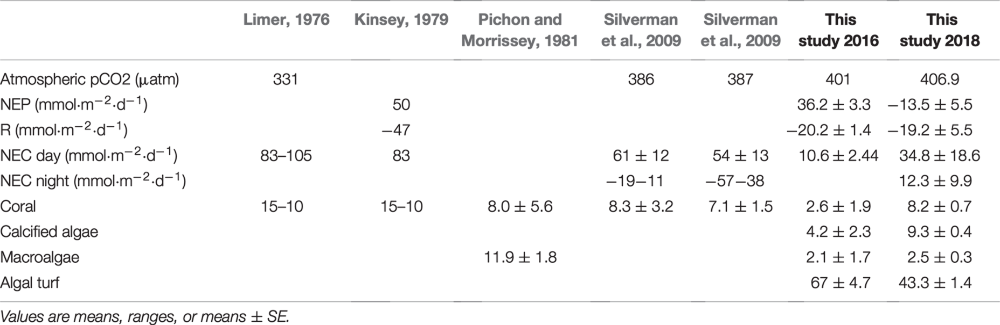 Limer, 1976 Kinsey, 1979 Pichon and Silverman Silverman This This
Morrissey, 1981 et al., 2009 et al., 2009 study 2016 study 2018
Atmospheric pCO2 (μatm) 331 386 387 401 406.9
NEP (mmol·m−2·d−1) 50 36.2 ± 3.3 −13.5 ± 5.5
R (mmol·m−2·d−1) −47 −20.2 ± 1.4 −19.2 ± 5.5
NEC day (mmol·m−2·d−1) 83–105 83 61 ± 12 54 ± 13 10.6 ± 2.44 34.8 ± 18.6
NEC night (mmol·m−2·d−1) −19−11 −57−38 12.3 ± 9.9
Coral 15–10 15–10 8.0 ± 5.6 8.3 ± 3.2 7.1 ± 1.5 2.6 ± 1.9 8.2 ± 0.7
Calcified algae 4.2 ± 2.3 9.3 ± 0.4
Macroalgae 11.9 ± 1.8 2.1 ± 1.7 2.5 ± 0.3
Algal turf 67 ± 4.7 43.3 ± 1.4
Values are means, ranges, or means ± SE.